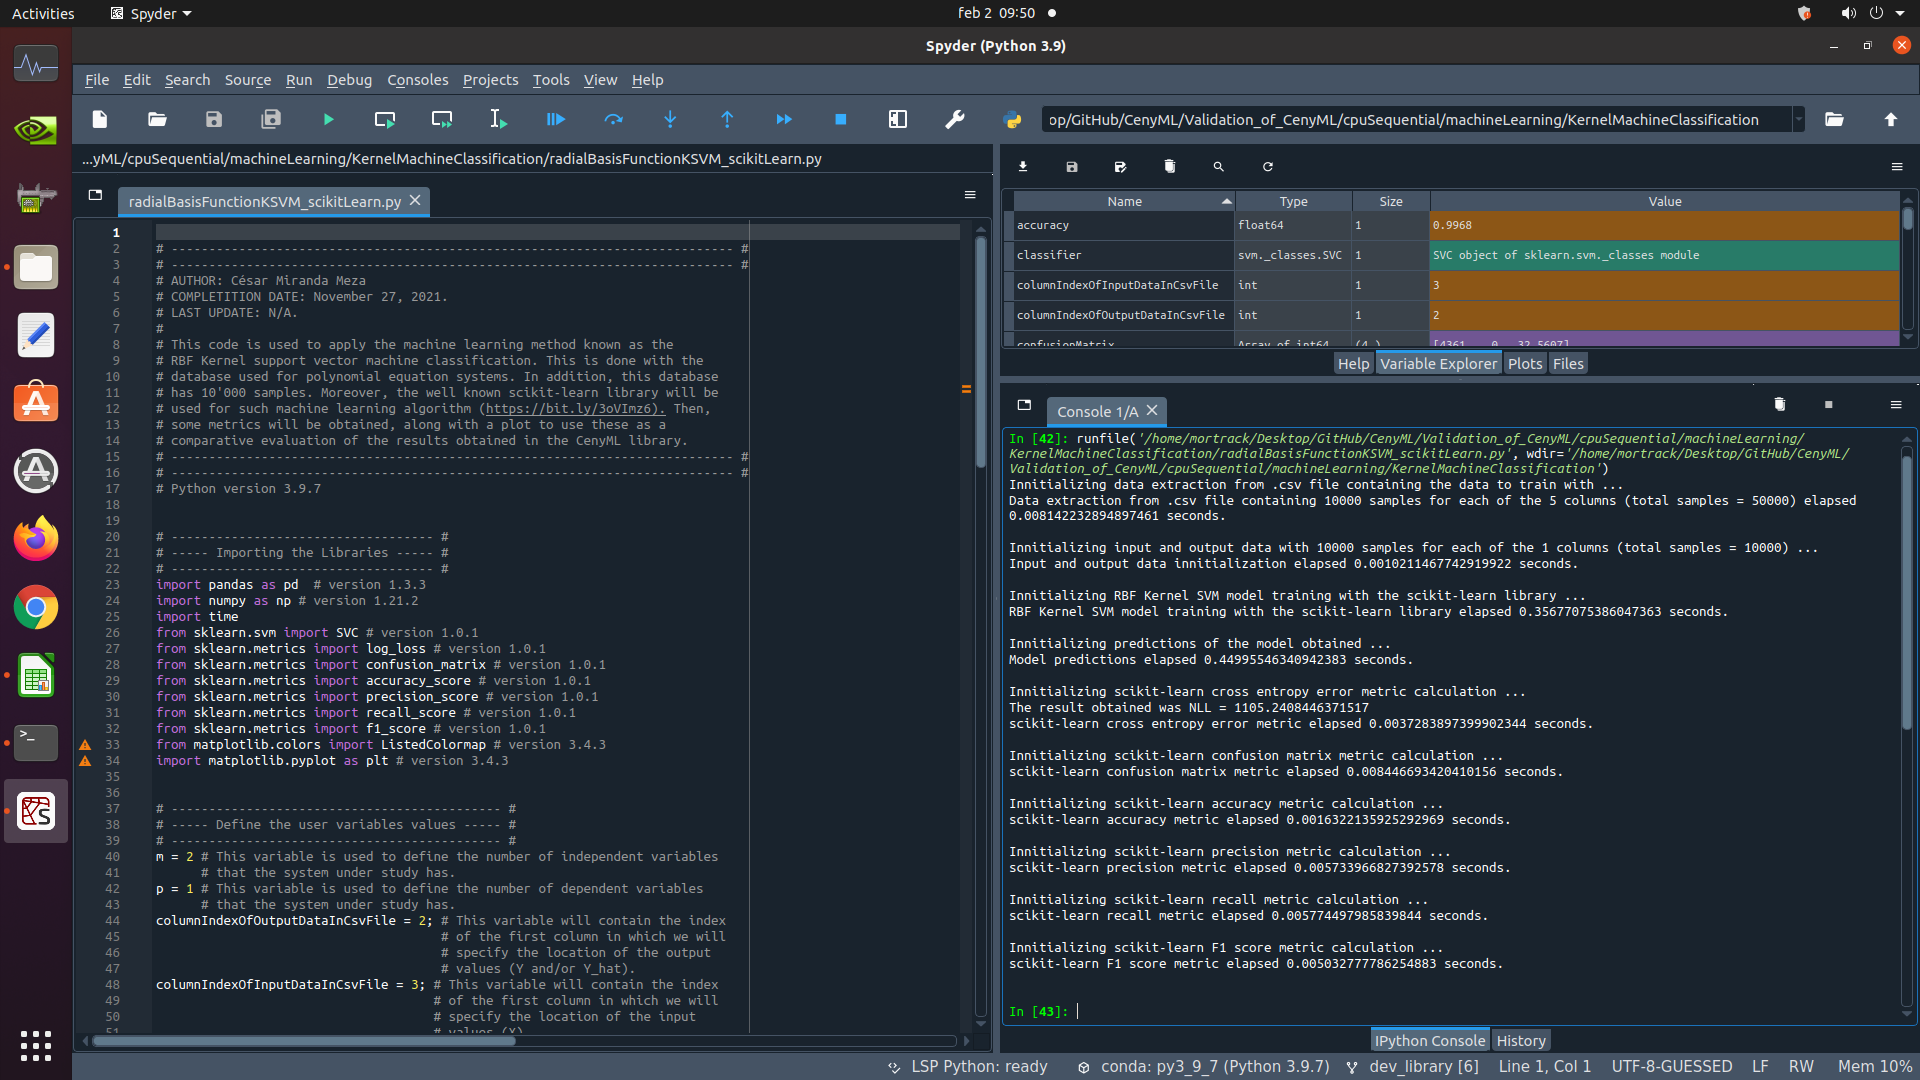 Activities
Spyder
feb 2 09:50
Spyder (Python 3.9)
File Edit Search Source Run Debug Consoles Projects Tools View Help
op/GitHub/CenyML/Validation_of_CenyML/cpuSequential/machineLearning/KernelMachineClassification
...yML/cpuSequential/machineLearning/KernelMachineClassification/radialBasisFunctionKSVM_scikitLearn.py
radialBasisFunctionKSVM_scikitLearn.py
1
2 # --------------------------------------------------------------------------- #
3 # --------------------------------------------------------------------------- #
4 # AUTHOR: César Miranda Meza
5 # COMPLETITION DATE: November 27, 2021.
6 # LAST UPDATE: N/A.
7 #
8 # This code is used to apply the machine learning method known as the
9 # RBF Kernel support vector machine classification. This is done with the
10 # database used for polynomial equation systems. In addition, this database
11 # has 10'000 samples. Moreover, the well known scikit-learn library will be
12 # used for such machine learning algorithm (https://bit.ly/3oVImz6). Then,
13 # some metrics will be obtained, along with a plot to use these as a
14 # comparative evaluation of the results obtained in the CenyML library.
15 # --------------------------------------------------------------------------- #
16 # --------------------------------------------------------------------------- #
17 # Python version 3.9.7
18
19
20 # ----------------------------------- #
21 # ----- Importing the Libraries ----- #
22 # ----------------------------------- #
23 import pandas as pd  # version 1.3.3
24 import numpy as np # version 1.21.2
25 import time
26 from sklearn.svm import SVC # version 1.0.1
27 from sklearn.metrics import log_loss # version 1.0.1
28 from sklearn.metrics import confusion_matrix # version 1.0.1
29 from sklearn.metrics import accuracy_score # version 1.0.1
30 from sklearn.metrics import precision_score # version 1.0.1
31 from sklearn.metrics import recall_score # version 1.0.1
32 from sklearn.metrics import f1_score # version 1.0.1
33 from matplotlib.colors import ListedColormap # version 3.4.3
34 import matplotlib.pyplot as plt # version 3.4.3
35
36
37 # -------------------------------------------- #
38 # ----- Define the user variables values ----- #
39 # -------------------------------------------- #
40 m = 2 # This variable is used to define the number of independent variables
41 # that the system under study has.
42 p = 1 # This variable is used to define the number of dependent variables
43 # that the system under study has.
44 columnIndexOfOutputDataInCsvFile = 2; # This variable will contain the index
45 # of the first column in which we will
46 # specify the location of the output
47 # values (Y and/or Y_hat).
48 columnIndexOfInputDataInCsvFile = 3; # This variable will contain the index
49 # of the first column in which we will
50 # specify the location of the input
51 # values (X)
Name Type Size Value
accuracy float64 1 0.9968
classifier svm._classes.SVC 1 SVC object of sklearn.svm._classes module
columnIndexOfInputDataInCsvFile int 1 3
columnIndexOfOutputDataInCsvFile int 1 2
confusionMatrix Array of int64 (4,) [4361 0 32 5607]
Help Variable Explorer Plots Files
Console 1/A
In [42]: runfile('/home/mortrack/Desktop/GitHub/CenyML/Validation_of_CenyML/cpuSequential/machineLearning/
KernelMachineClassification/radialBasisFunctionKSVM_scikitLearn.py', wdir='/home/mortrack/Desktop/GitHub/CenyML/
Validation_of_CenyML/cpuSequential/machineLearning/KernelMachineClassification')
Innitializing data extraction from .csv file containing the data to train with ...
Data extraction from .csv file containing 10000 samples for each of the 5 columns (total samples = 50000) elapsed
0.008142232894897461 seconds.
Innitializing input and output data with 10000 samples for each of the 1 columns (total samples = 10000) ...
Input and output data innitialization elapsed 0.0010211467742919922 seconds.
Innitializing RBF Kernel SVM model training with the scikit-learn library ...
RBF Kernel SVM model training with the scikit-learn library elapsed 0.35677075386047363 seconds.
Innitializing predictions of the model obtained ...
Model predictions elapsed 0.44995546340942383 seconds.
Innitializing scikit-learn cross entropy error metric calculation ...
The result obtained was NLL = 1105.2408446371517
scikit-learn cross entropy error metric elapsed 0.0037283897399902344 seconds.
Innitializing scikit-learn confusion matrix metric calculation ...
scikit-learn confusion matrix metric elapsed 0.008446693420410156 seconds.
Innitializing scikit-learn accuracy metric calculation ...
scikit-learn accuracy metric elapsed 0.0016322135925292969 seconds.
Innitializing scikit-learn precision metric calculation ...
scikit-learn precision metric elapsed 0.005733966827392578 seconds.
Innitializing scikit-learn recall metric calculation ...
scikit-learn recall metric elapsed 0.005774497985839844 seconds.
Innitializing scikit-learn F1 score metric calculation ...
scikit-learn F1 score metric elapsed 0.005032777786254883 seconds.
In [43]:
IPython Console History
LSP Python: ready conda: py3_9_7 (Python 3.9.7) dev_library [6] Line 1, Col 1 UTF-8-GUESSED LF RW Mem 10%